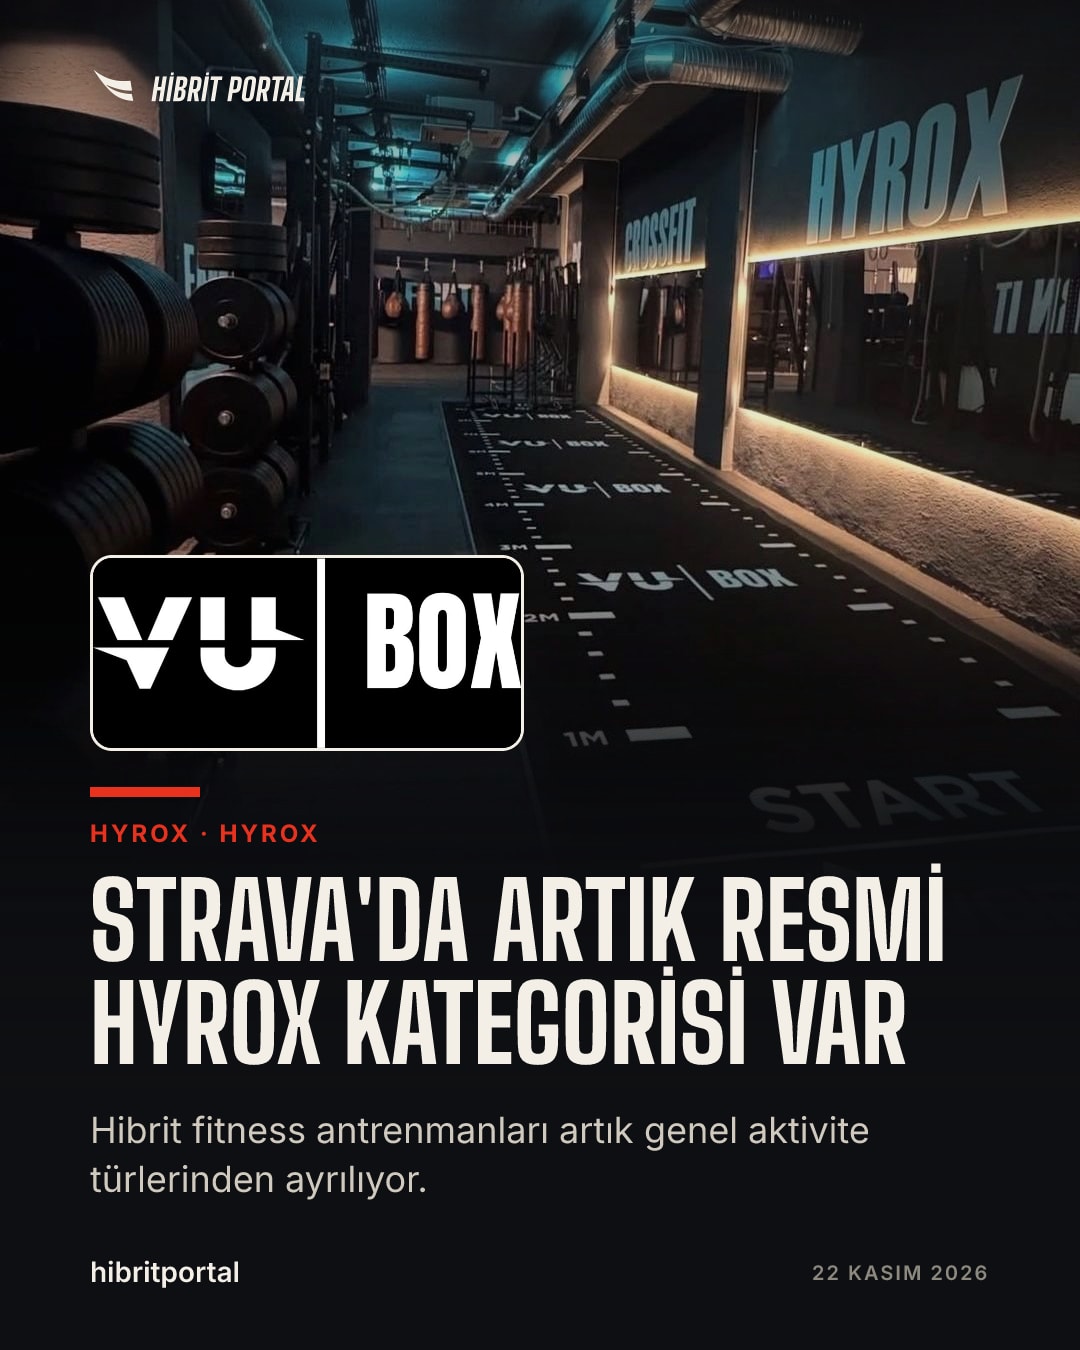 HİBRİT PORTAL
HYROX
CROSSFIT
VU | BOX
VU | BOX
VU | BOX
VU | BOX
3M
2M
1M
START
VU | BOX
HYROX · HYROX
STRAVA'DA ARTIK RESMİ
HYROX KATEGORİSİ VAR
Hibrit fitness antrenmanları artık genel aktivite
türlerinden ayrılıyor.
hibritportal
22 KASIM 2026